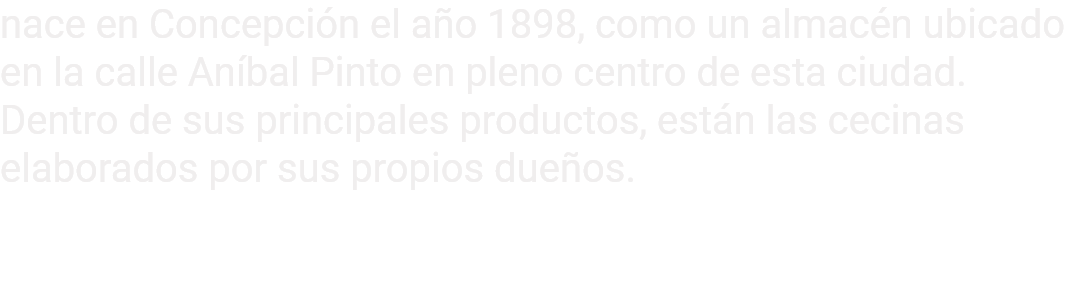 nace en Concepción el año 1898, como un almacén ubicado
en la calle Aníbal Pinto en pleno centro de esta ciudad.
Dentro de sus principales productos, están las cecinas
elaborados por sus propios dueños.